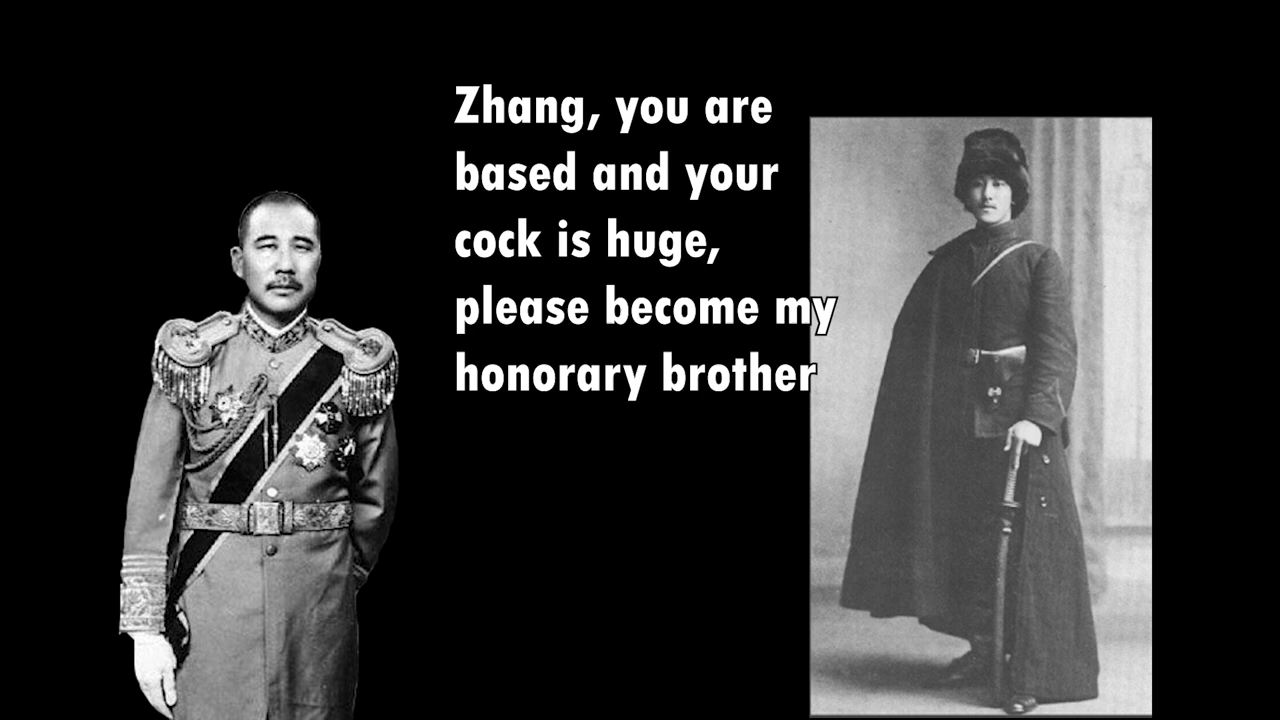 Zhang, you are
based and your
cock is huge,
please become my
honorary brother